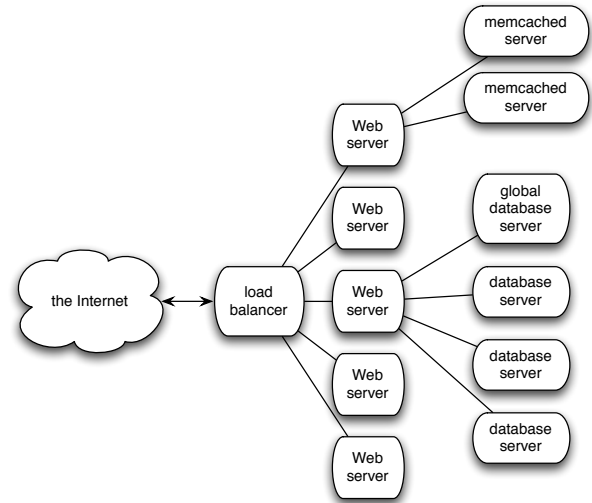 memcached
server
memcached
server
Web
server
global
database
server
Web
server
the Internet
load
balancer
Web
server
database
server
Web
server
database
server
Web
server
database
server